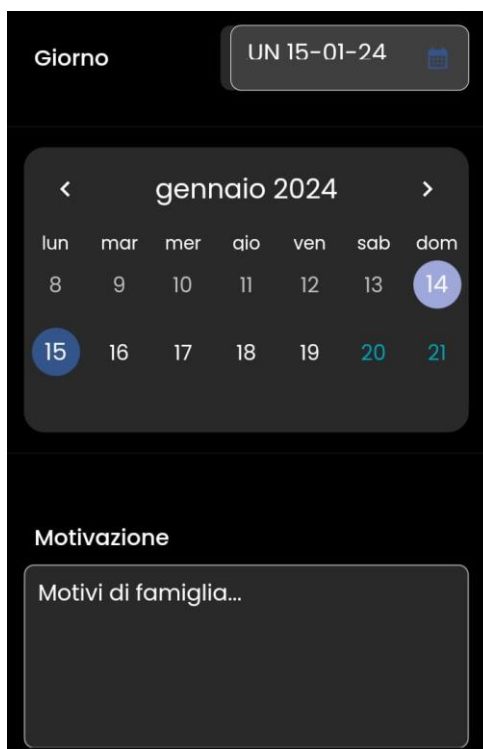 Giorno
UN 15-01-24
gennaio 2024
lun mar mer gio ven sab dom
8 9 10 11 12 13 14
15 16 17 18 19 20 21
Motivazione
Motivi di famiglia...